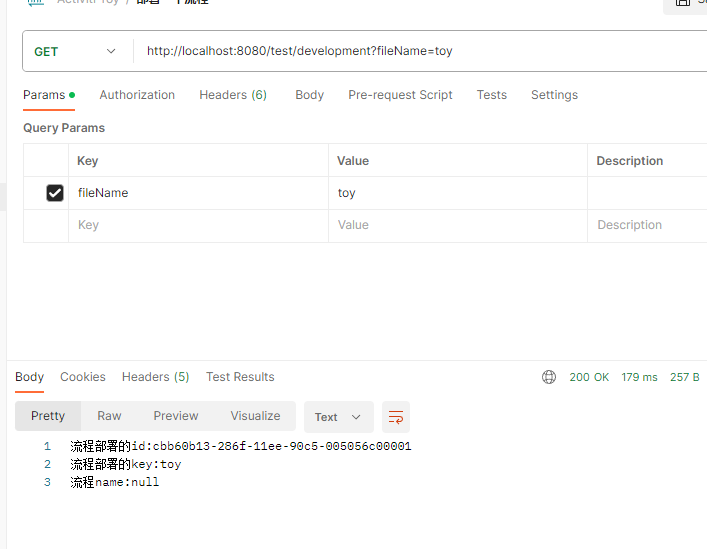 GET
http://localhost:8080/test/development?fileName=toy
Params Authorization Headers (6) Body Pre-request Script Tests Settings
Query Params
Key Value Description
fileName toy
Key Value Description
Body Cookies Headers (5) Test Results 200 OK 179 ms 257 B
Pretty Raw Preview Visualize Text
1 流程部署的id:cbb60b13-286f-11ee-90c5-005056c00001
2 流程部署的key:toy
3 流程name:null